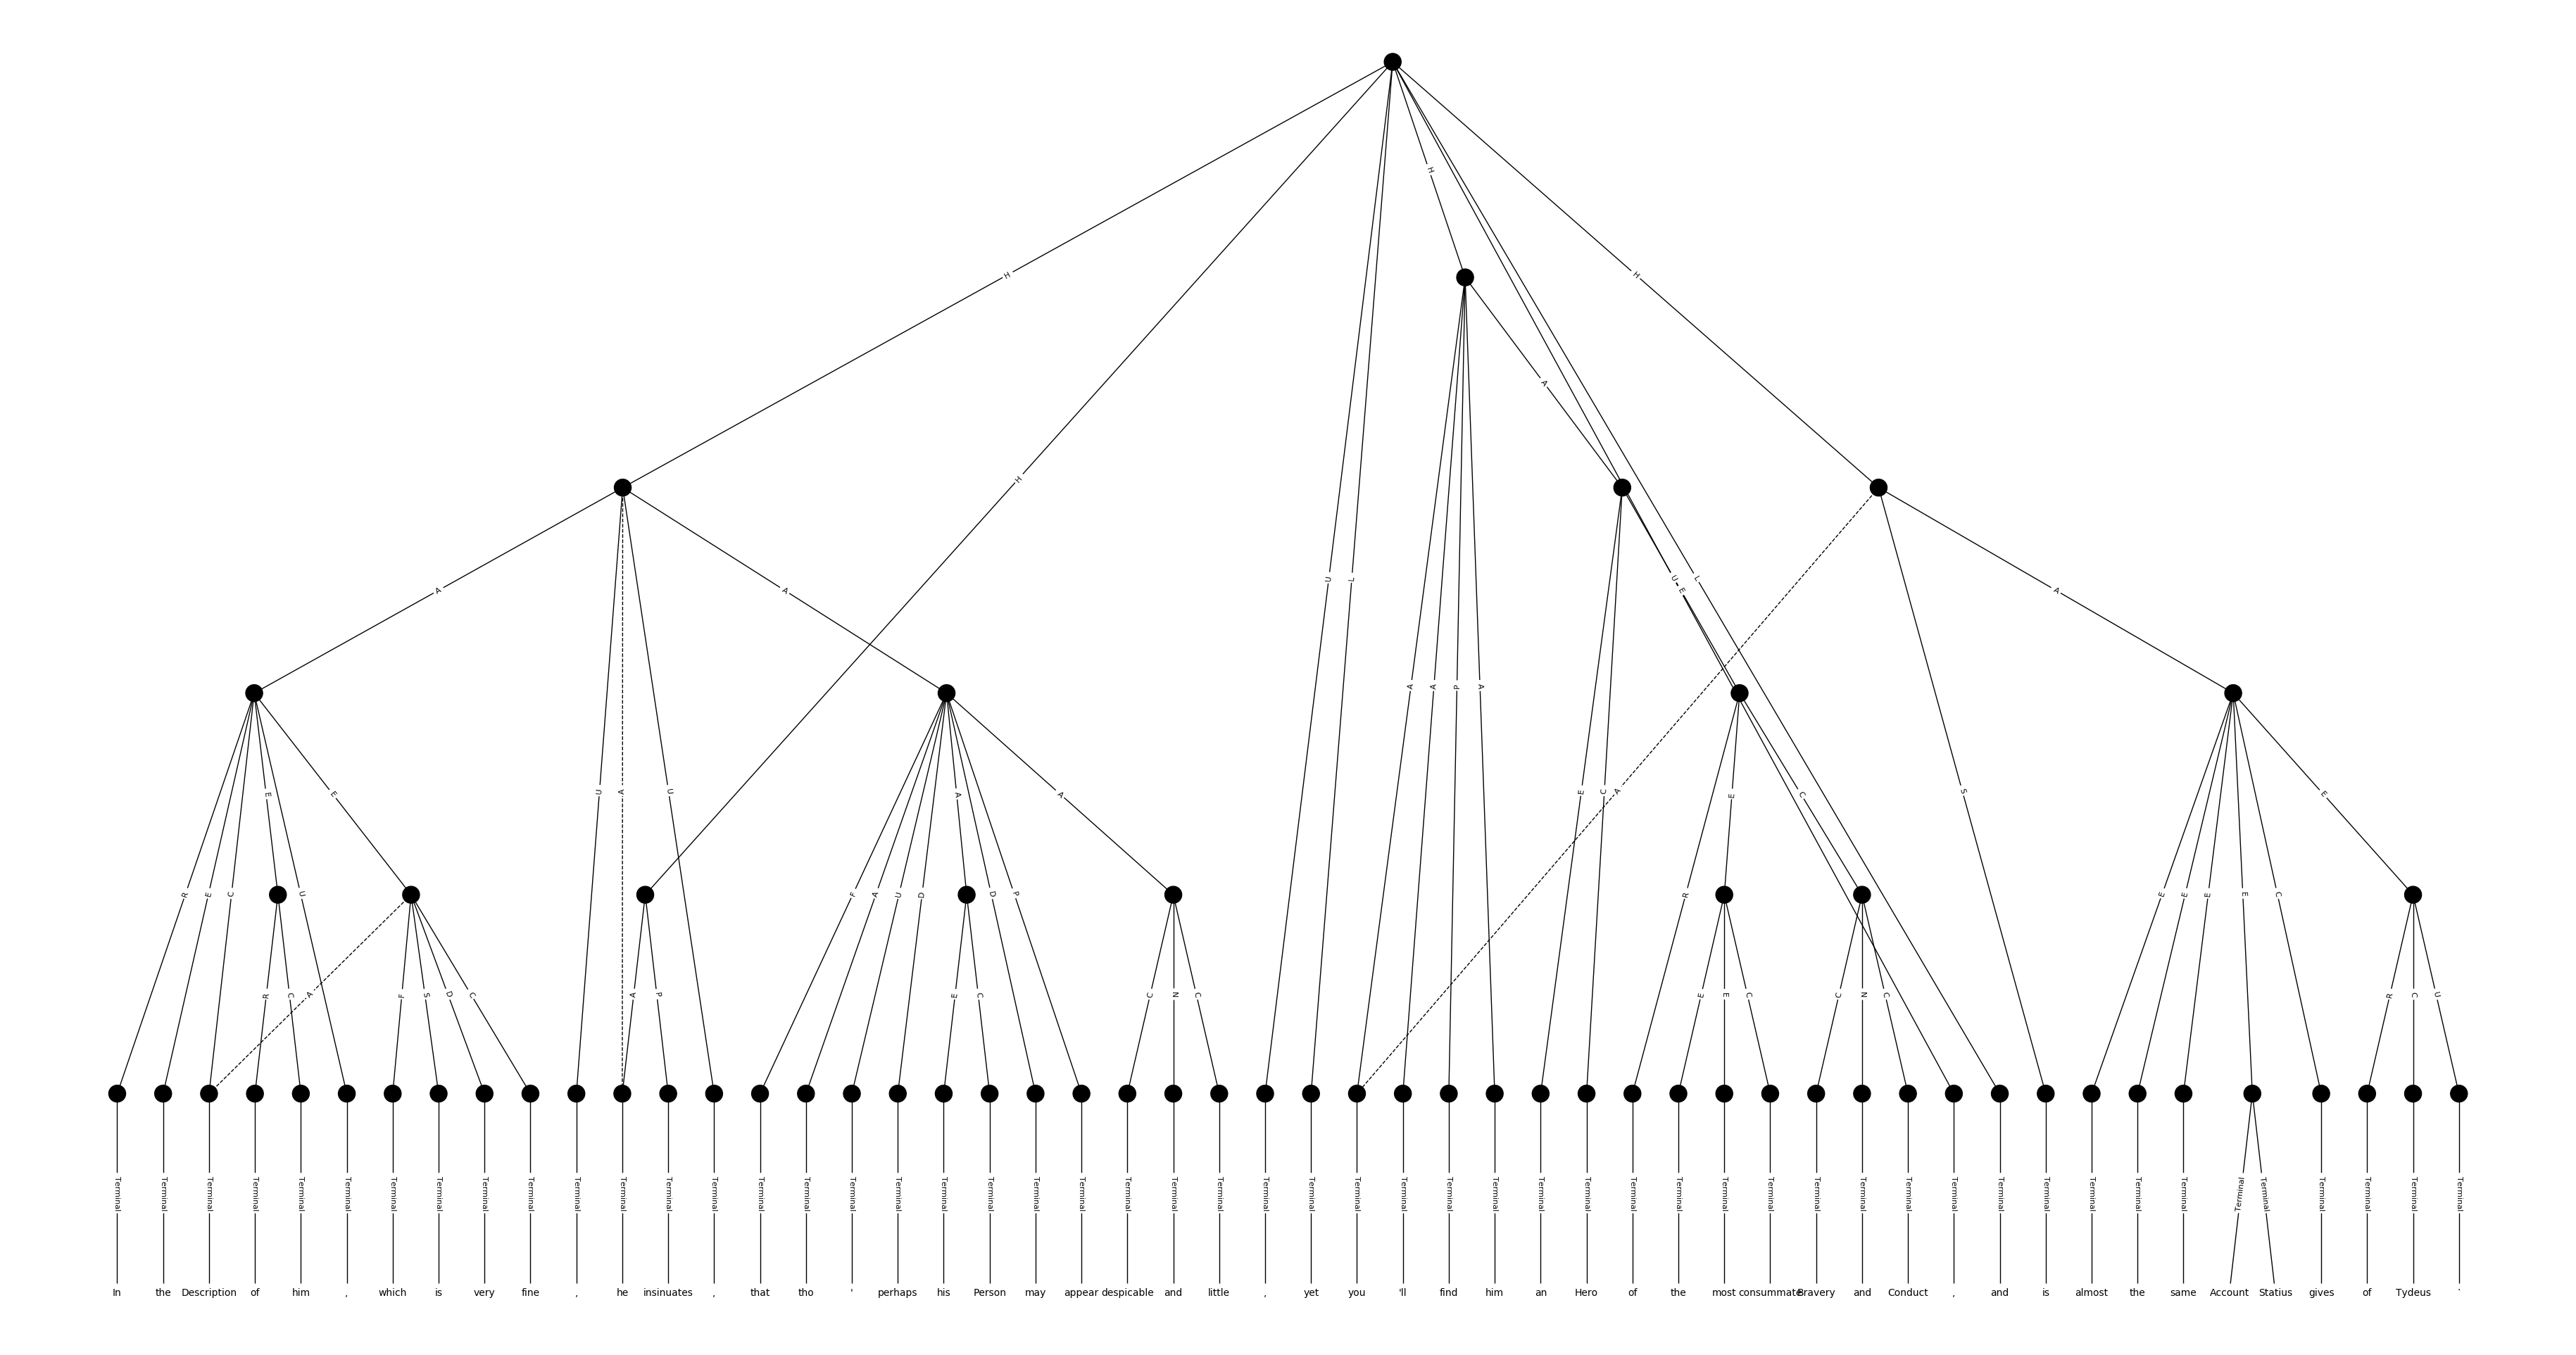 H
H
H
H
A
U
L
U
E
L
A
A
A
A
A
P
A
E
E
U
A
U
A
A
E
C
A
E
C
S
E
R
E
C
U
F
A
U
D
D
P
R
E
E
E
E
C
R
C
A
F
S
D
C
A
P
E
C
C
N
C
E
E
C
C
N
C
R
C
U
Terminal Terminal Terminal Terminal Terminal Terminal Terminal Terminal Terminal Terminal Terminal Terminal Terminal Terminal Terminal Terminal Terminal Terminal Terminal Terminal Terminal Terminal Terminal Terminal Terminal Terminal Terminal Terminal Terminal Terminal Terminal Terminal Terminal Terminal Terminal Terminal Terminal Terminal Terminal Terminal Terminal Terminal Terminal Terminal Terminal Terminal Terminal Terminal Terminal Terminal Terminal Terminal
In the Description of him , which is very fine , he insinuates , that tho ' perhaps his Person may appear despicable and little , yet you 'll find him an Hero of the most consummate Bravery and Conduct , and is almost the same Account Statius gives of Tydeus .